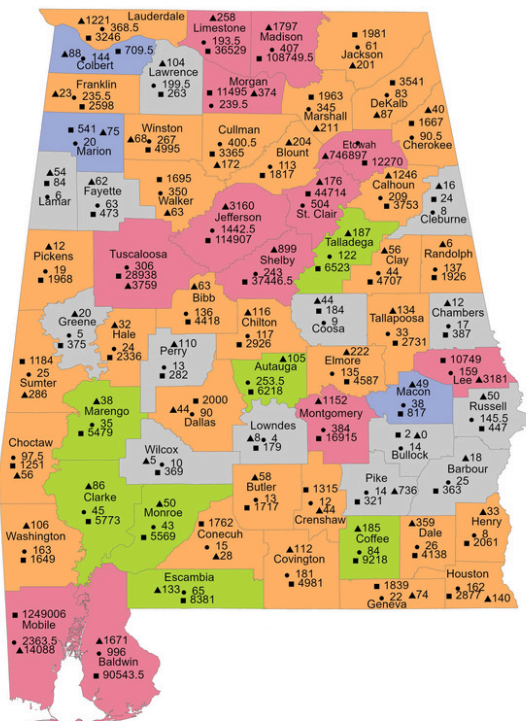 ▲1221
Lauderdale
● 368.5
■ 3246
▲258
Limestone
● 193.5
■ 36529
▲1797
Madison
● 407
■ 108749.5
■ 1981
● 61
Jackson
▲201
▲88 ● 144 ■ 709.5
Colbert
▲104
Lawrence
● 199.5
■ 263
Franklin
▲23 ● 235.5
■ 2598
Morgan
■ 11495 ▲374
● 239.5
■ 1963
● 345
Marshall
▲211
■ 3541
● 83
DeKalb
▲87
▲40
■ 1667
● 90.5
Cherokee
■ 541 ▲75
● 20
Marion
Winston
▲68 ● 267
■ 4995
Cullman
● 400.5
■ 3365
▲172
▲204
Blount
● 113
■ 1817
Etowah
▲746897
■ 12270
▲54
■ 84
● 6
Lamar
▲62
Fayette
● 63
■ 473
■ 1695
● 350
Walker
▲63
▲3160
Jefferson
● 1442.5
■ 114907
▲176
■ 44714
● 504
St. Clair
▲1246
Calhoun
● 209
■ 3753
▲16
■ 24
● 8
Cleburne
▲12
Pickens
● 19
■ 1968
Tuscaloosa
● 306
■ 28938
▲3759
▲899
Shelby
● 243
■ 37446.5
▲187
Talladega
● 122
■ 6523
▲56
Clay
● 44
■ 4707
▲6
Randolph
● 137
■ 1926
▲20
Greene
● 5
■ 375
▲32
Hale
● 24
■ 2336
▲63
Bibb
● 136
■ 4418
▲116
Chilton
● 117
■ 2926
▲44
■ 184
● 9
Coosa
▲134
Tallapoosa
● 33
■ 2731
▲12
Chambers
● 17
■ 387
■ 1184
● 25
Sumter
▲286
▲110
Perry
● 13
■ 282
▲105
Autauga
● 253.5
■ 6218
▲222
Elmore
● 135
■ 4587
■ 10749
● 159
Lee ▲3181
▲38
Marengo
● 35
■ 5479
■ 2000
▲44 ● 90
Dallas
▲1152
Montgomery
● 384
■ 16915
▲49
Macon
● 38
■ 817
▲50
Russell
● 145.5
■ 447
Choctaw
● 97.5
■ 1251
▲56
Wilcox
▲5 ● 10
■ 369
Lowndes
▲8 ● 4
■ 179
■ 2 ▲0
● 14
Bullock
▲18
Barbour
● 25
■ 363
▲86
Clarke
● 45
■ 5773
▲50
Monroe
● 43
■ 5569
▲58
Butler
● 13
■ 1717
■ 1315
● 12
▲44
Crenshaw
Pike
● 14 ▲736
■ 321
▲106
Washington
● 163
■ 1649
■ 1762
Conecuh
● 15
▲28
▲112
Covington
● 181
■ 4981
▲185
Coffee
● 84
■ 9218
▲359
Dale
● 26
■ 4138
▲33
Henry
● 8
■ 2061
Escambia
▲133 ● 65
■ 8381
■ 1839
● 22 ▲74
Geneva
Houston
● 162
■ 2877 ▲140
■ 1249006
Mobile
● 2363.5
▲14088
▲1671
● 996
Baldwin
■ 90543.5